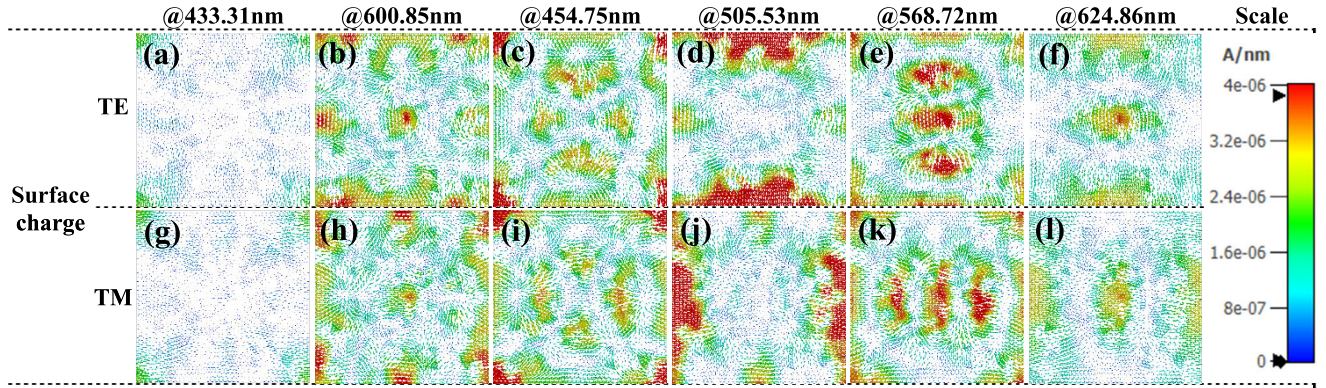 @433.31nm @600.85nm @454.75nm @505.53nm @568.72nm @624.86nm Scale
(a) (b) (c) (d) (e) (f)
A/nm
4e-06
TE
3.2e-06
2.4e-06
Surface
charge
(g) (h) (i) (j) (k) (l)
1.6e-06
TM
8e-07
0